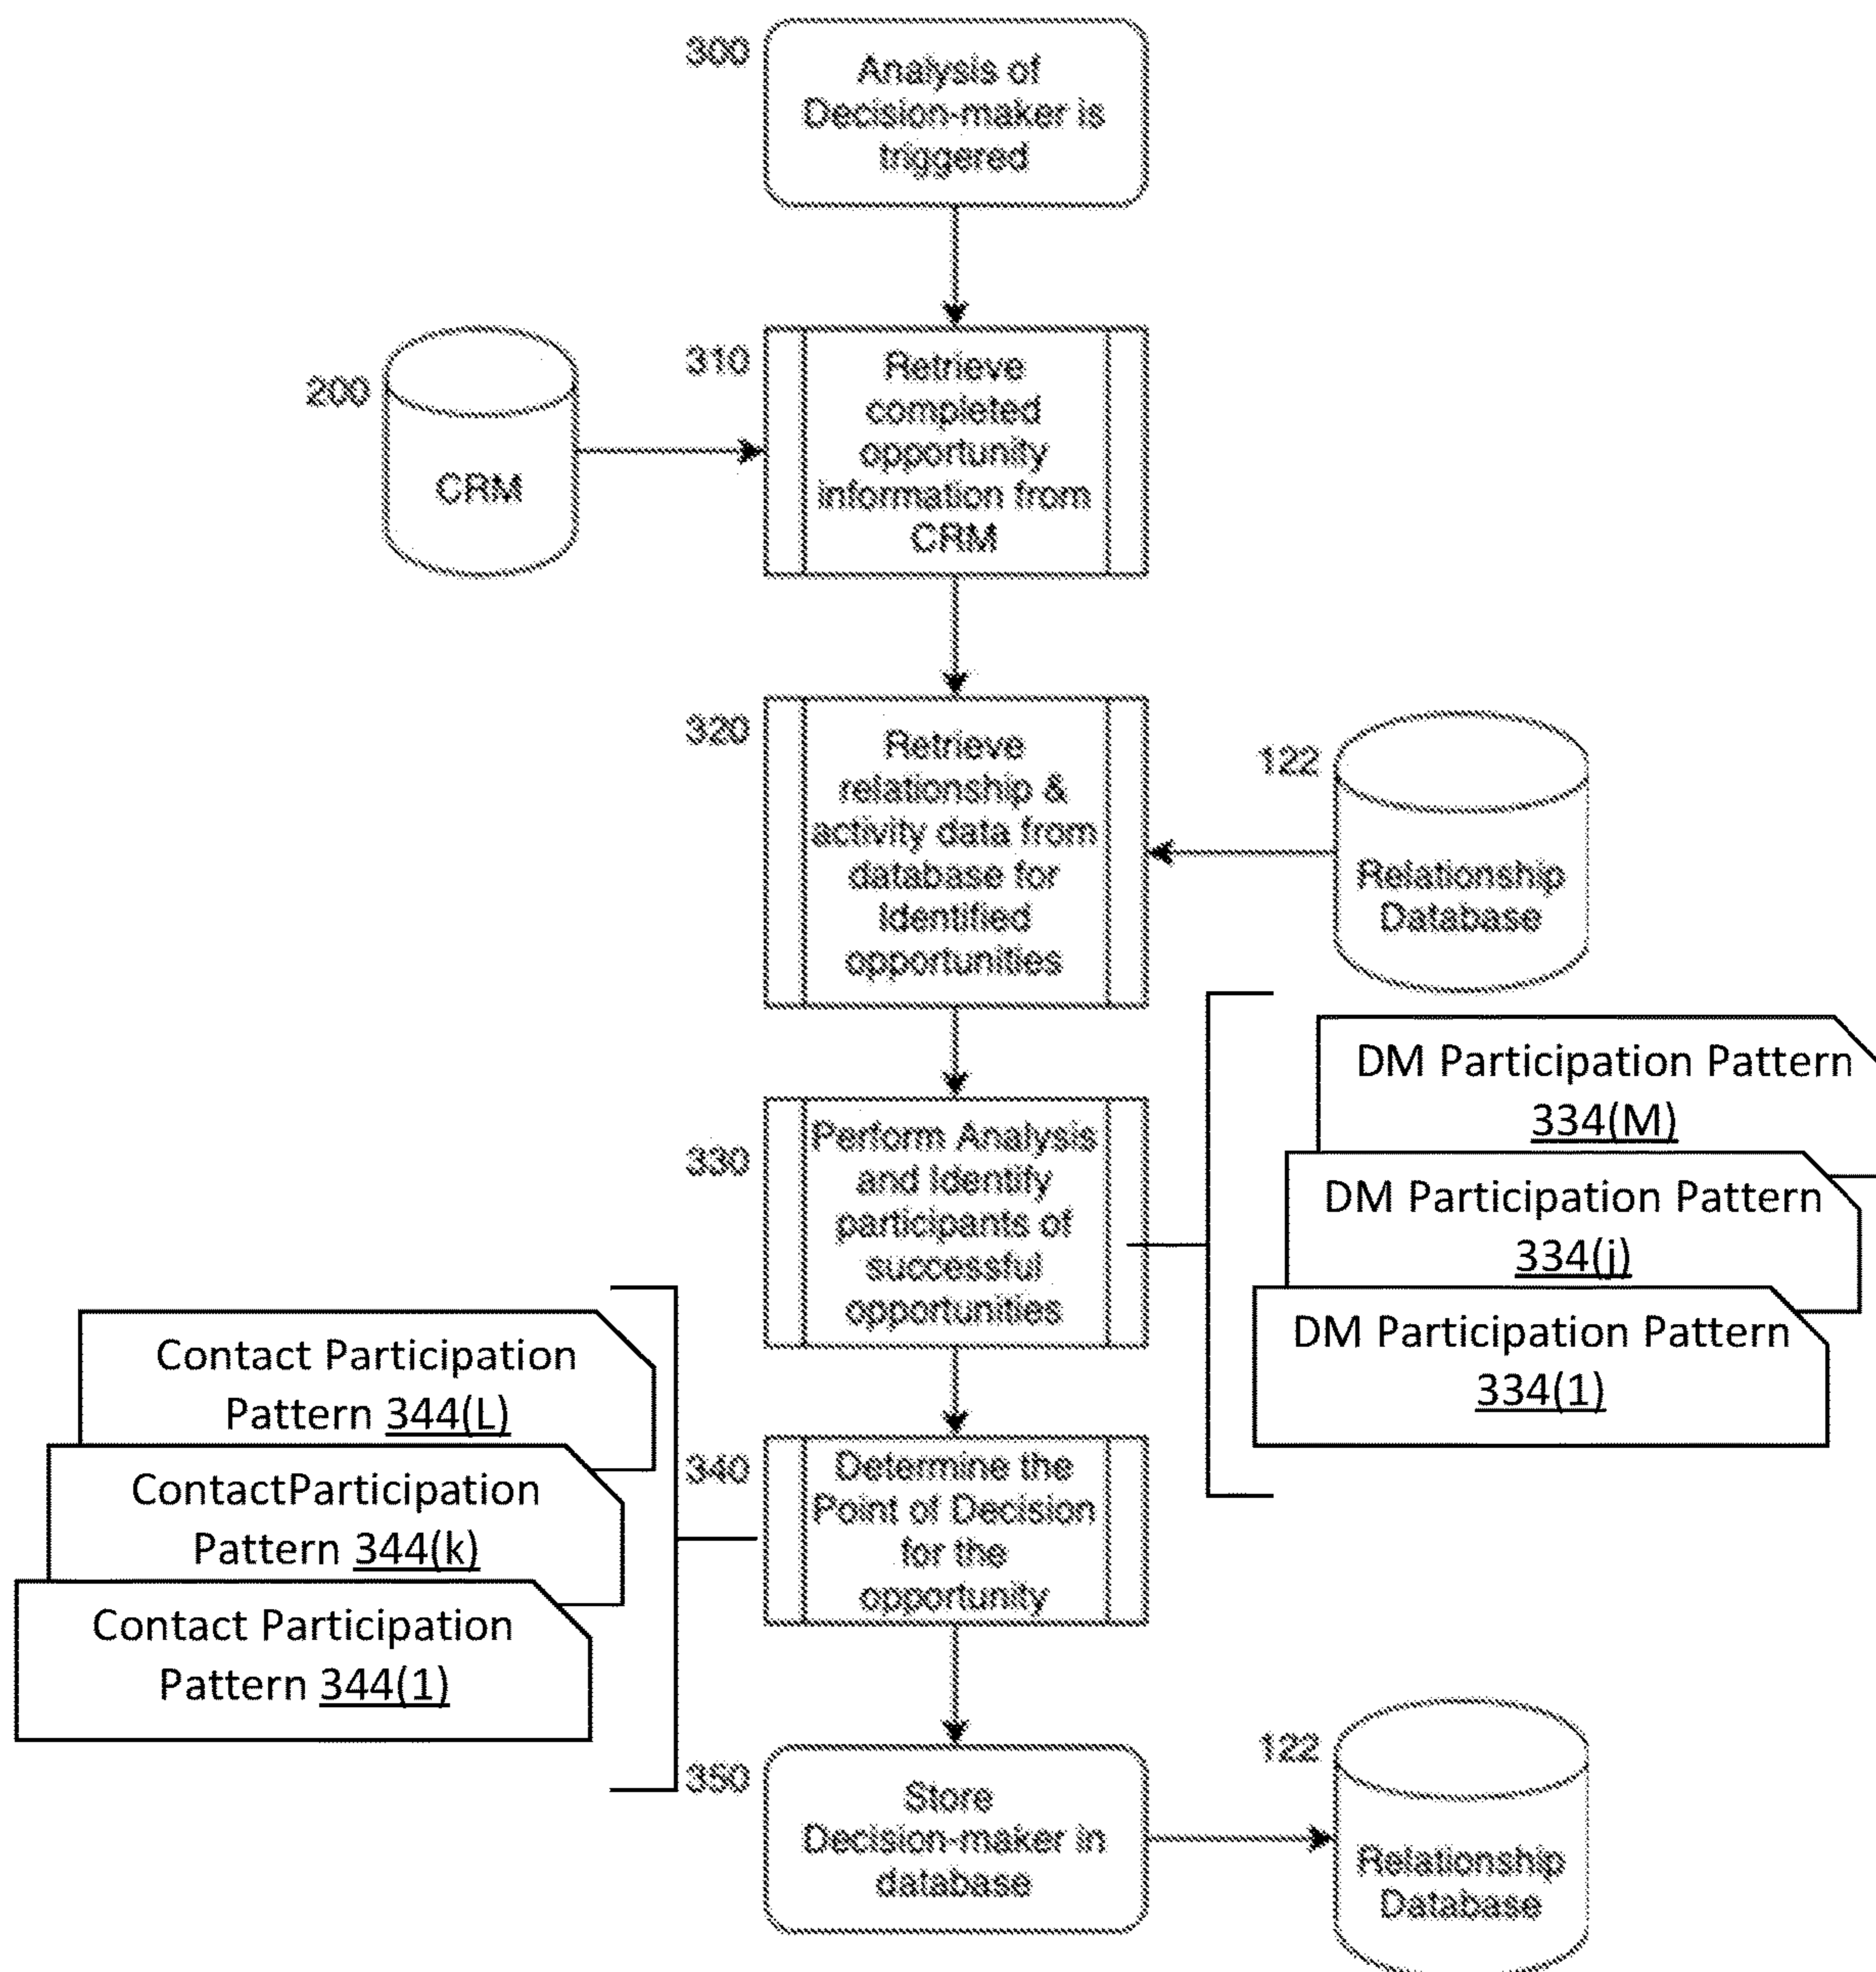 300
Analysis of
Decision-maker is
triggered
200
CRM
310
Retrieve
completed
opportunity
information from
CRM
320
Retrieve
relationship &
activity data from
database for
Identified
opportunities
122
Relationship
Database
DM Participation Pattern
334(M)
DM Participation Pattern
334(j)
DM Participation Pattern
334(1)
330
Perform Analysis
and Identify
participants of
successful
opportunities
Contact Participation
Pattern 344(L)
ContactParticipation
Pattern 344(k)
Contact Participation
Pattern 344(1)
340
Determine the
Point of Decision
for the
opportunity
350
Store
Decision-maker in
database
122
Relationship
Database